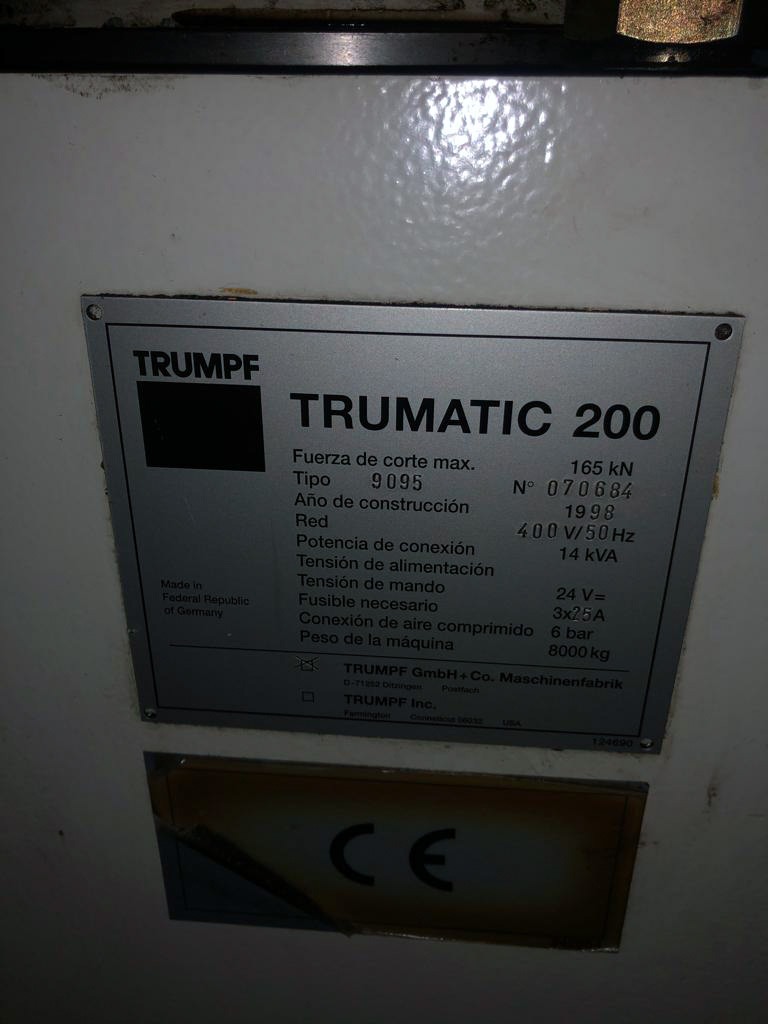 TRUMPF
TRUMATIC 200
Fuerza de corte max. 165 kN
Tipo 9095 N° 070684
Año de construcción 1998
Red 400 V/50 Hz
Potencia de conexión 14 kVA
Tensión de alimentación
Tensión de mando 24 V=
Fusible necesario 3x25A
Conexión de aire comprimido 6 bar
Peso de la máquina 8000 kg
Made in
Federal Republic
of Germany
TRUMPF GmbH + Co. Maschinenfabrik
D-71252 Ditzingen Postfach
TRUMPF Inc.
Farmington Connecticut 06032 USA
124690
CE